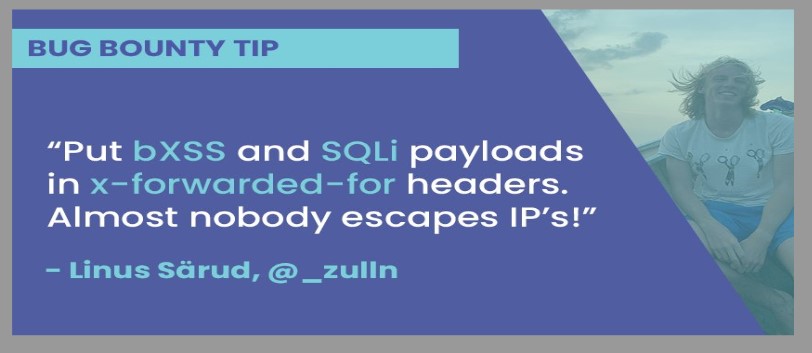 BUG BOUNTY TIP
“Put bXSS and SQLi payloads
in x-forwarded-for headers.
Almost nobody escapes IP’s!”
- Linus Särud, @_zulln